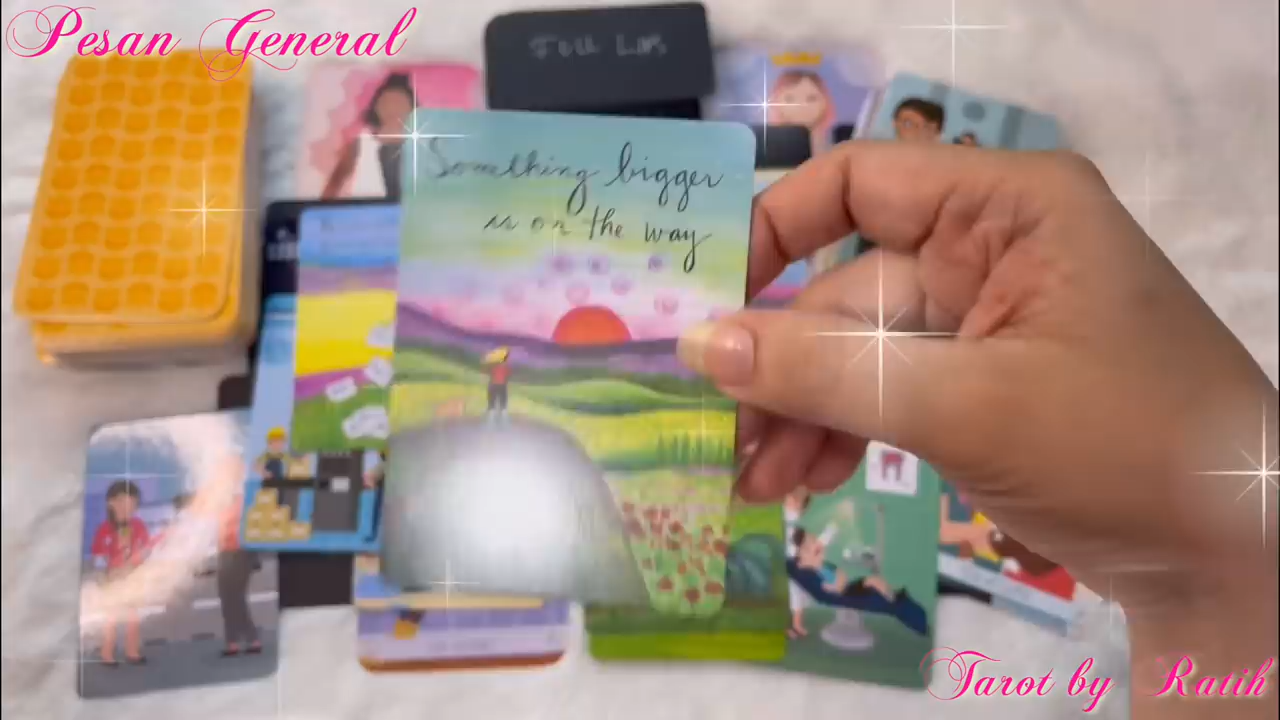 Pesan General
Something bigger
is on the way
Tarot by Ratih